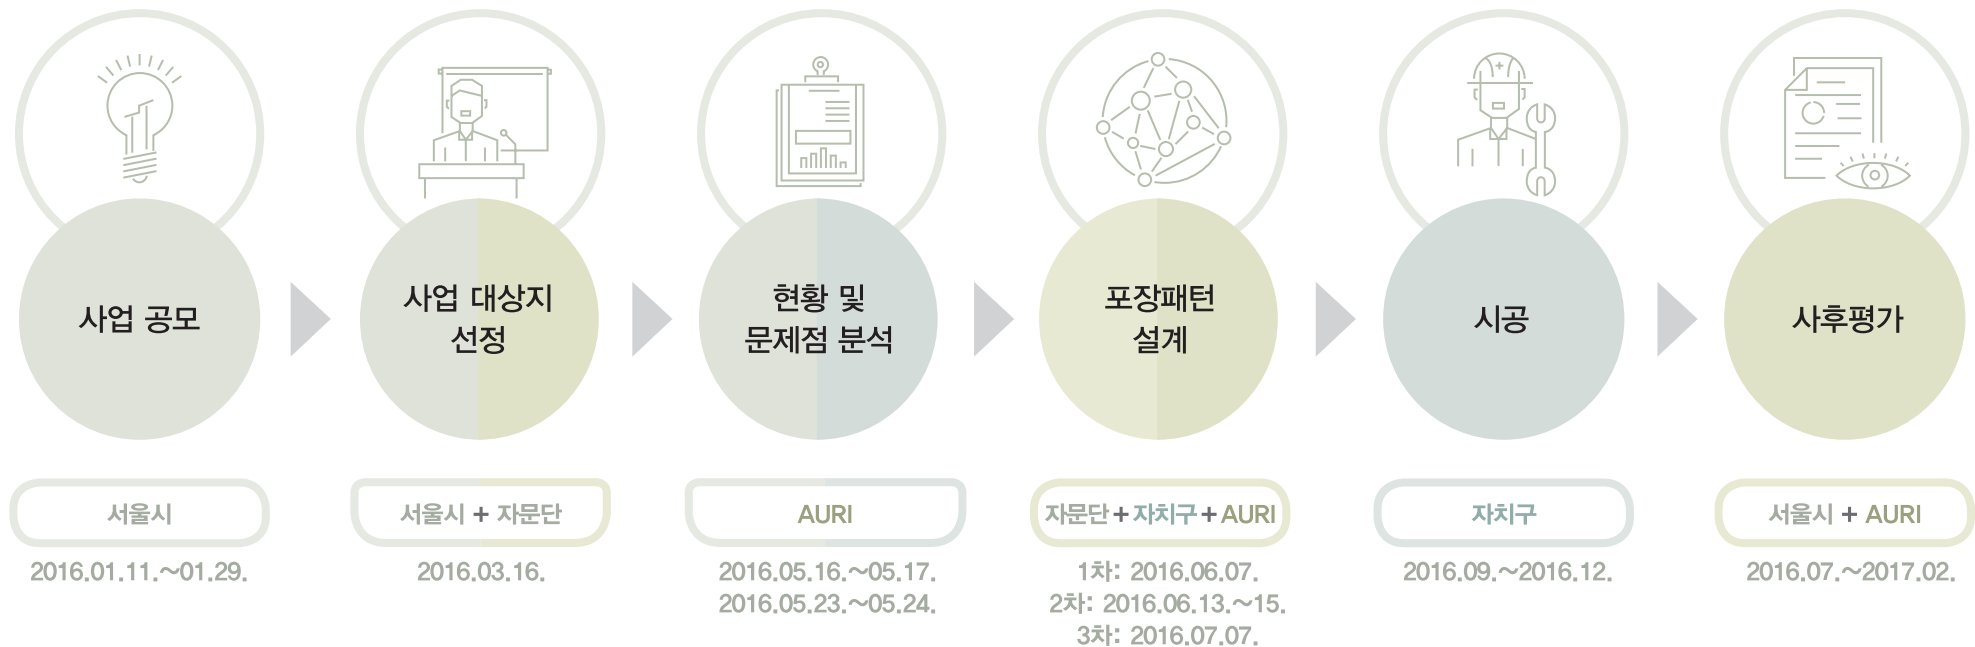 사업 공모
서울시
2016.01.11.~01.29.
사업 대상지
선정
서울시 + 자문단
2016.03.16.
현황 및
문제점 분석
AURI
2016.05.16.~05.17.
2016.05.23.~05.24.
포장패턴
설계
자문단+자치구+AURI
1차: 2016.06.07.
2차: 2016.06.13.~15.
3차: 2016.07.07.
시공
자치구
2016.09.~2016.12.
사후평가
서울시 + AURI
2016.07.~2017.02.